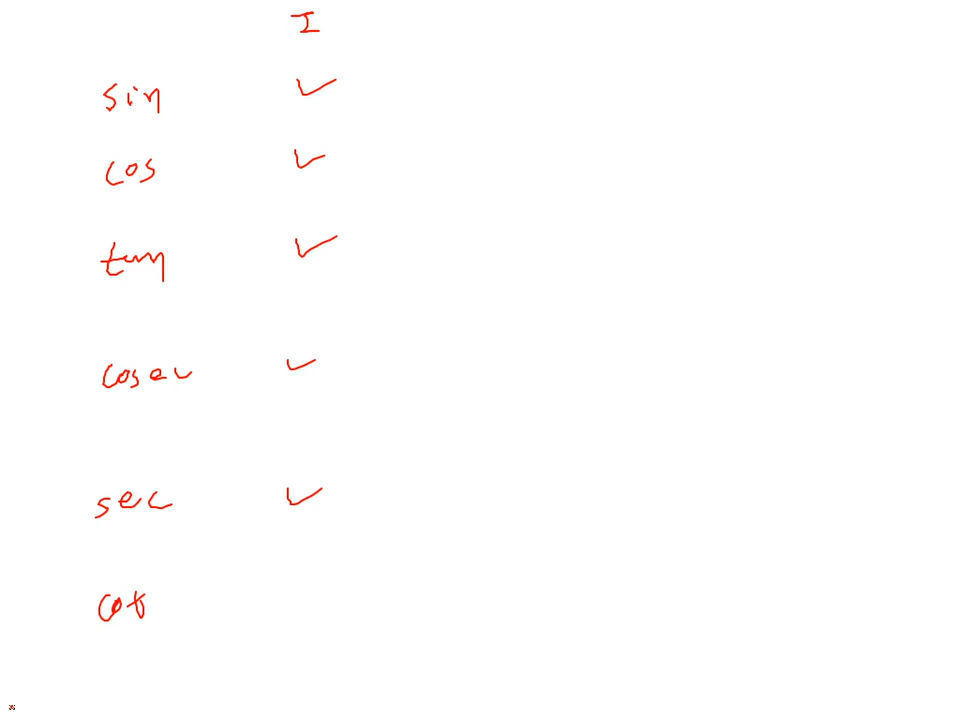 I
sin ✓
cos ✓
tan ✓
cosec ✓
sec ✓
cot